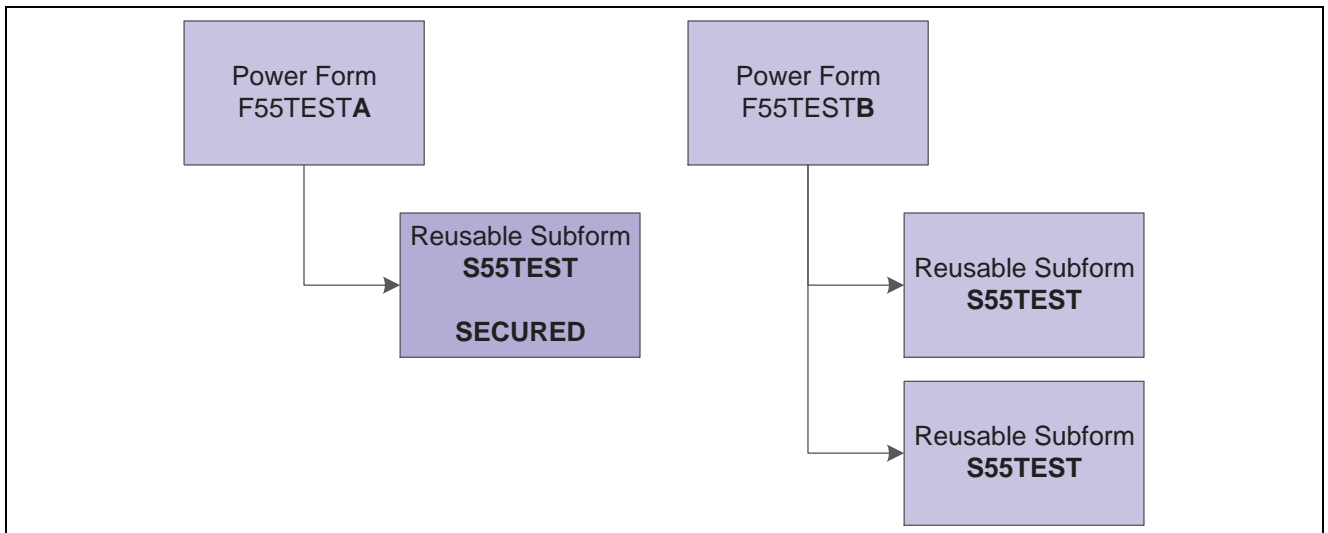 Power Form
F55TESTA
Power Form
F55TESTB
Reusable Subform
S55TEST
SECURED
Reusable Subform
S55TEST
Reusable Subform
S55TEST